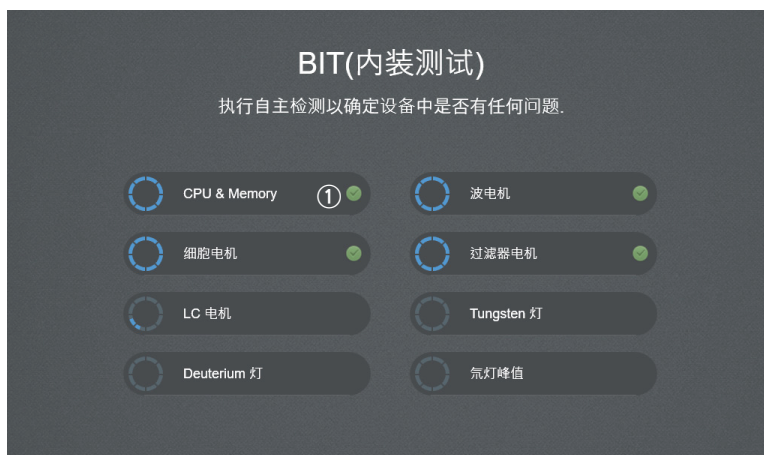 BIT(内装测试)
执行自主检测以确定设备中是否有任何问题.
CPU & Memory ①
波电机
细胞电机
过滤器电机
LC 电机
Tungsten 灯
Deuterium 灯
氘灯峰值